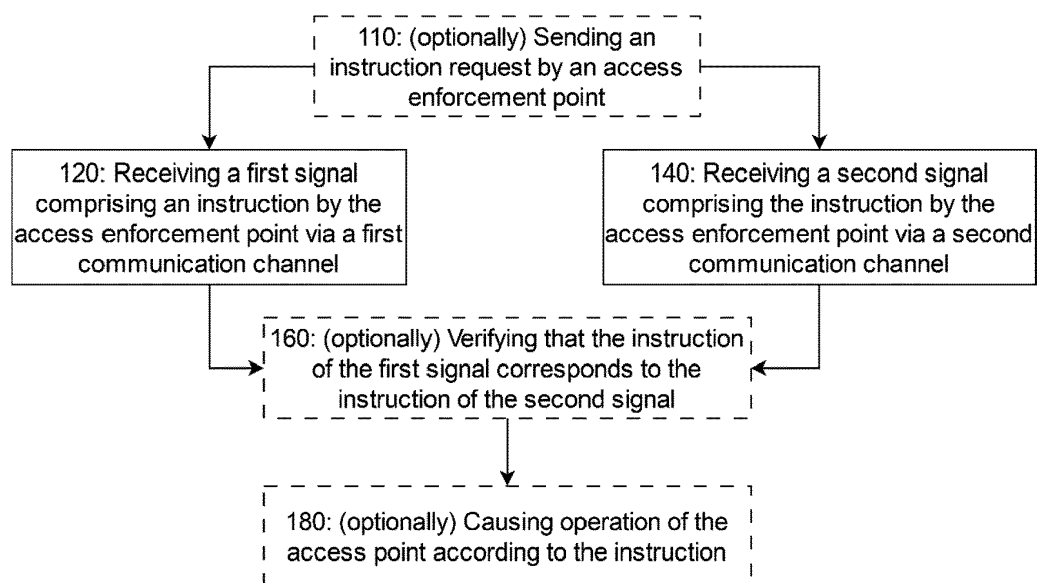 110: (optionally) Sending an
instruction request by an access
enforcement point
120: Receiving a first signal
comprising an instruction by the
access enforcement point via a first
communication channel
140: Receiving a second signal
comprising the instruction by the
access enforcement point via a second
communication channel
160: (optionally) Verifying that the instruction
of the first signal corresponds to the
instruction of the second signal
180: (optionally) Causing operation of the
access point according to the instruction